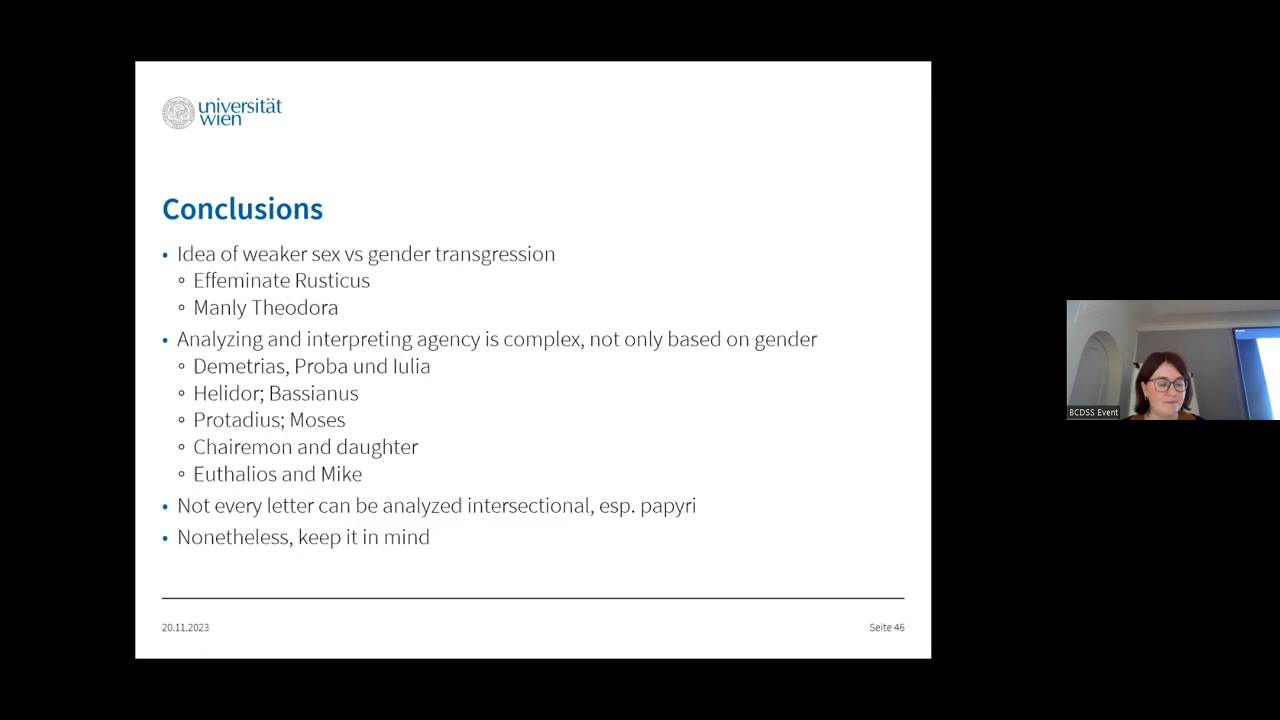 universität
wien
Conclusions
• Idea of weaker sex vs gender transgression
◦ Effeminate Rusticus
◦ Manly Theodora
• Analyzing and interpreting agency is complex, not only based on gender
◦ Demetrias, Proba und Iulia
◦ Helidor; Bassianus
◦ Protadius; Moses
◦ Chairemon and daughter
◦ Euthalios and Mike
• Not every letter can be analyzed intersectional, esp. papyri
• Nonetheless, keep it in mind
20.11.2023
Seite 46
BCDSS Event